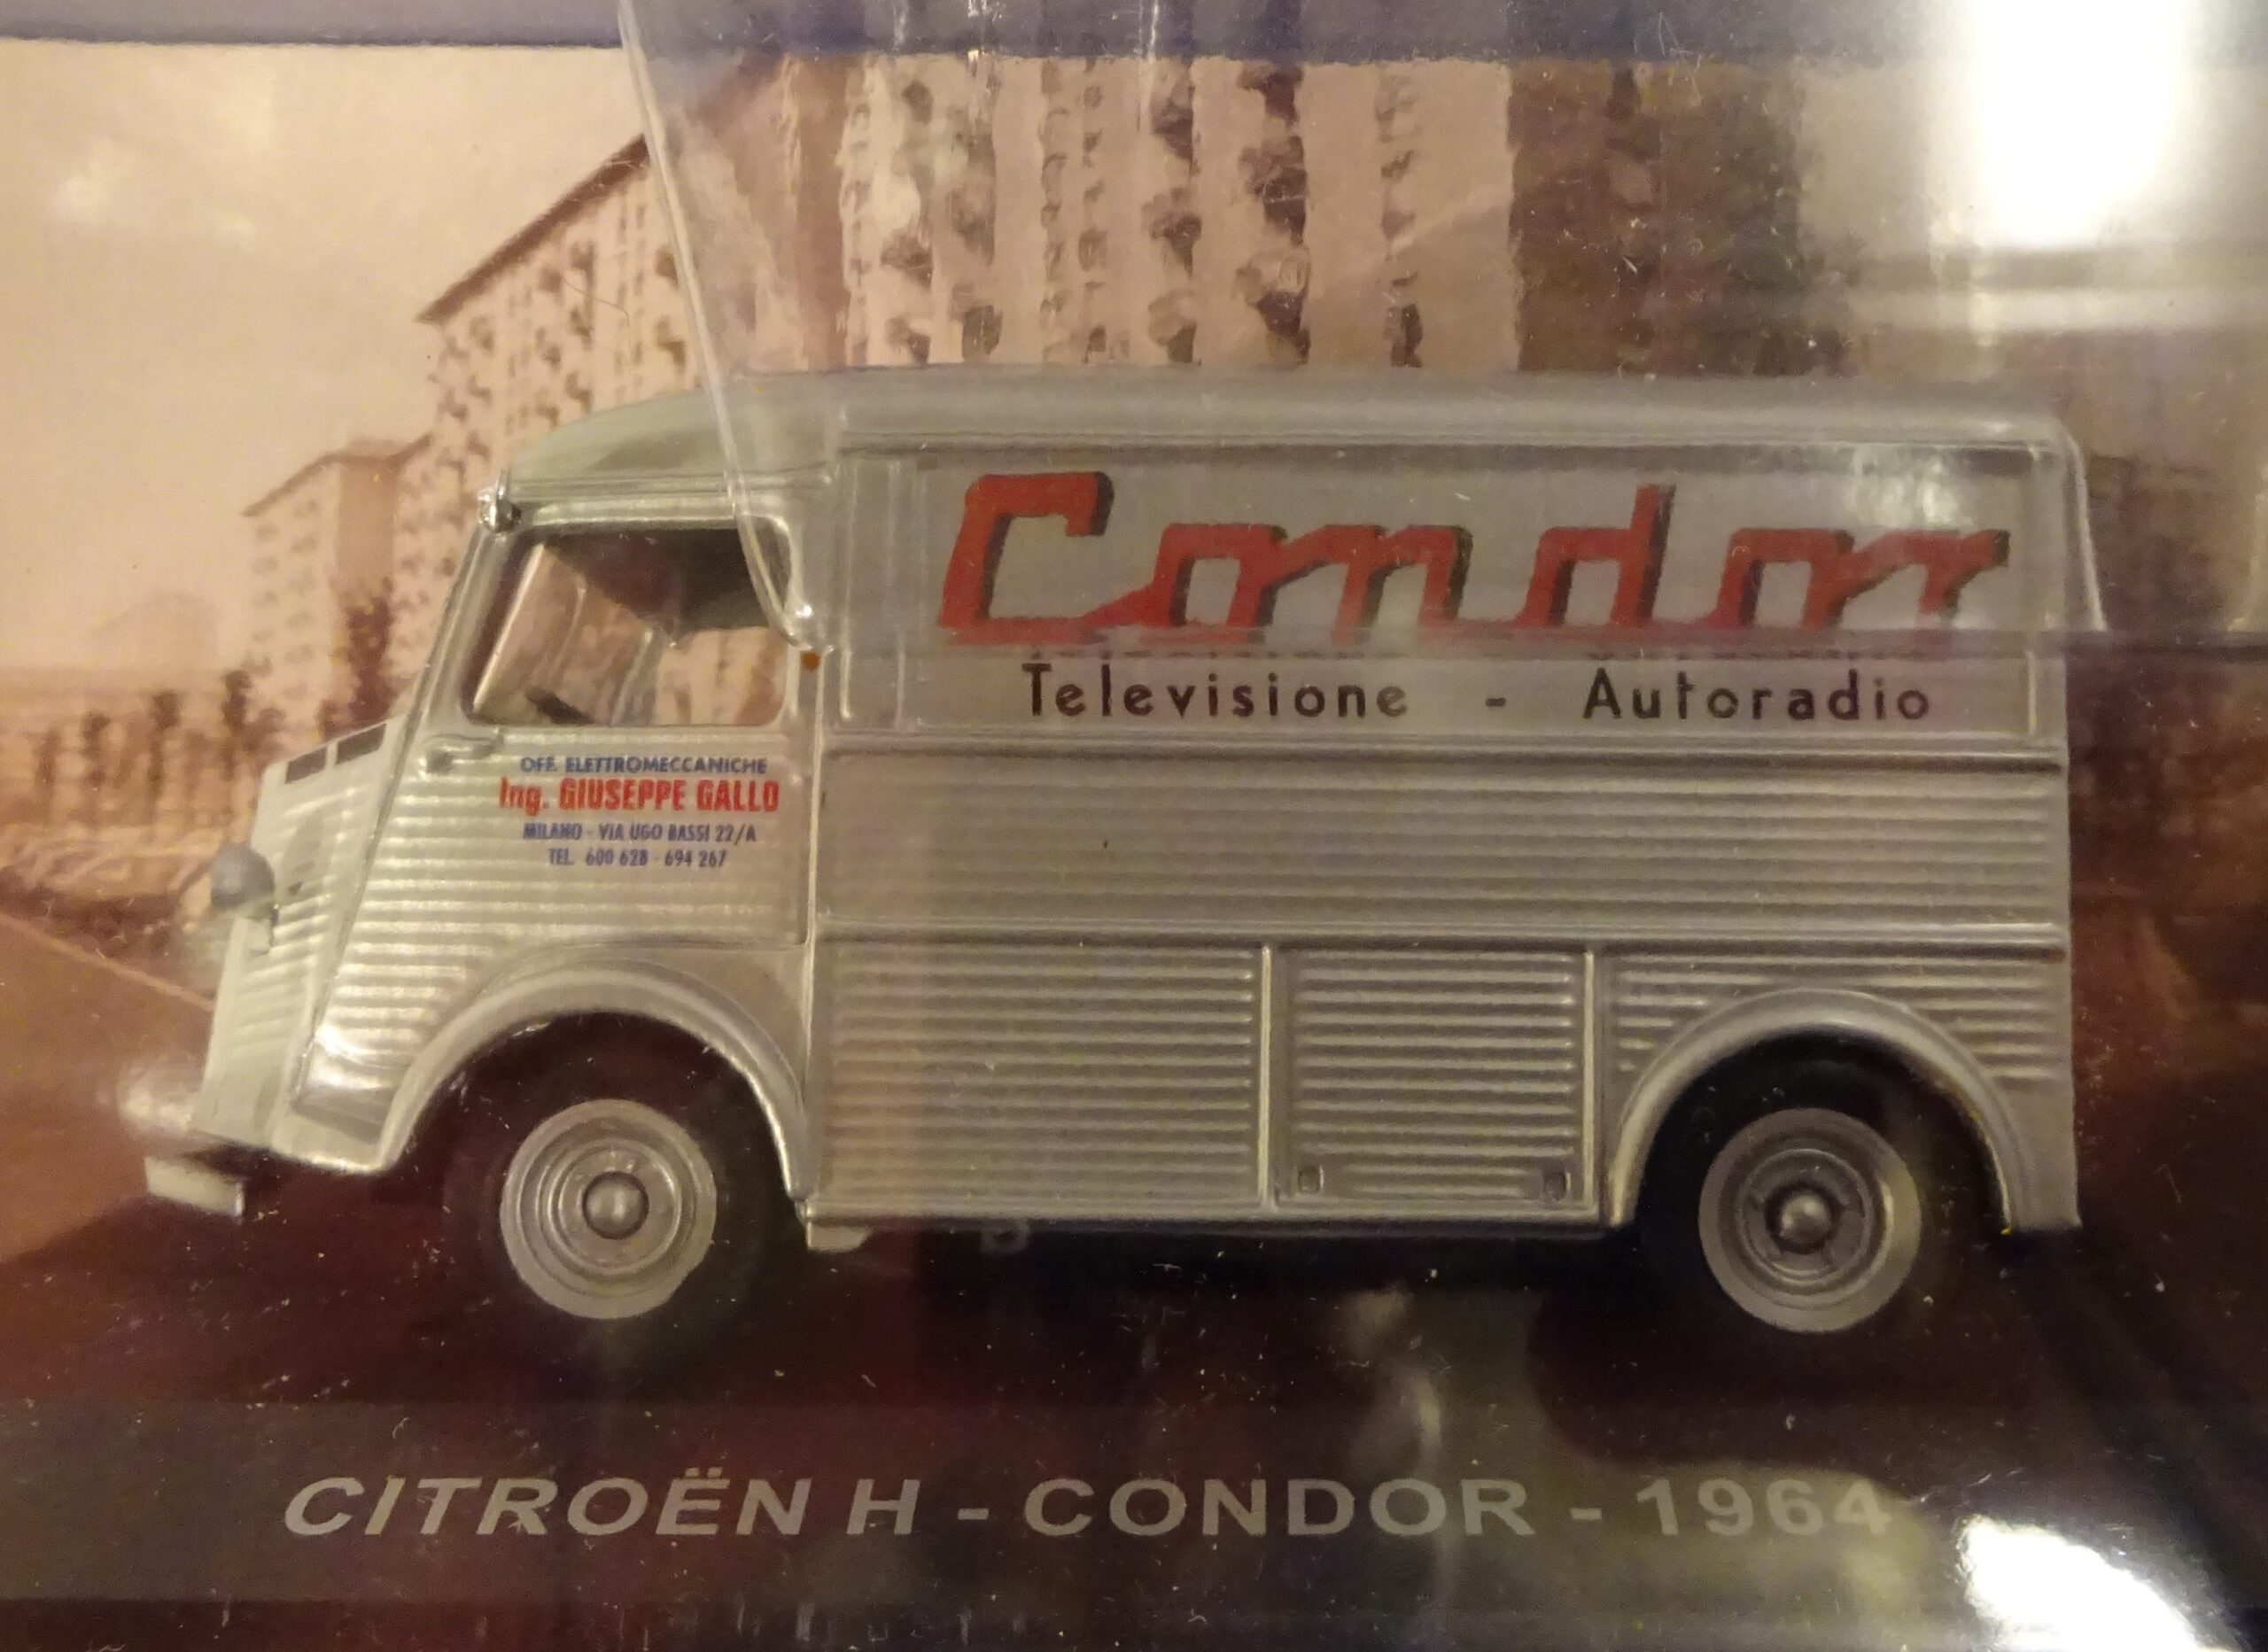 Condor
Televisione - Autoradio
OFF. ELETTROMECCANICHE
Ing. GIUSEPPE GALLO
MILANO - VIA UGO BASSI 22/A
TEL. 600 628 - 694 267
CITROËN H - CONDOR - 1964